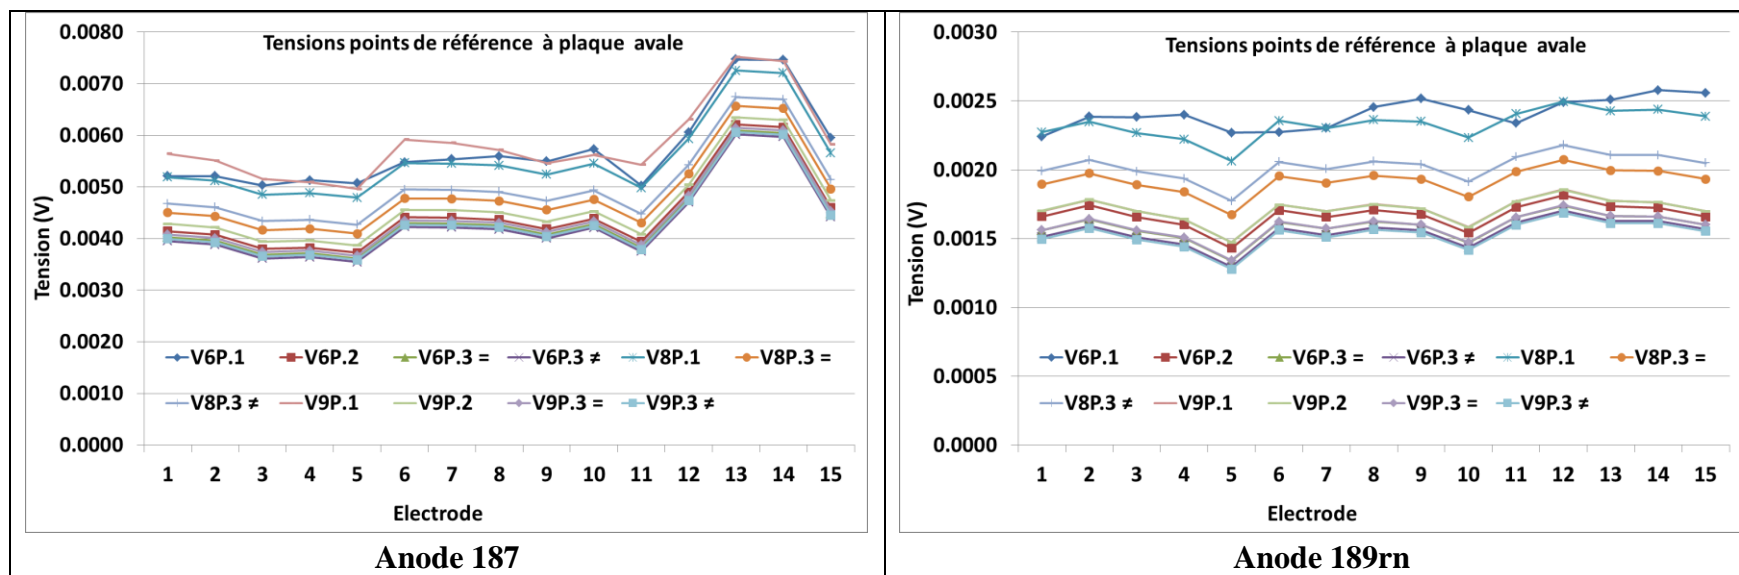 Tensions points de référence à plaque avale
Tension (V)
0.0080
0.0070
0.0060
0.0050
0.0040
0.0030
0.0020
0.0010
0.0000
V6P.1 V6P.2 V6P.3 = V6P.3 ≠ V8P.1 V8P.3 =
V8P.3 ≠ V9P.1 V9P.2 V9P.3 = V9P.3 ≠
1 2 3 4 5 6 7 8 9 10 11 12 13 14 15
Electrode
Anode 187
Tensions points de référence à plaque avale
Tension (V)
0.0030
0.0025
0.0020
0.0015
0.0010
0.0005
0.0000
V6P.1 V6P.2 V6P.3 = V6P.3 ≠ V8P.1 V8P.3 =
V8P.3 ≠ V9P.1 V9P.2 V9P.3 = V9P.3 ≠
1 2 3 4 5 6 7 8 9 10 11 12 13 14 15
Electrode
Anode 189rn